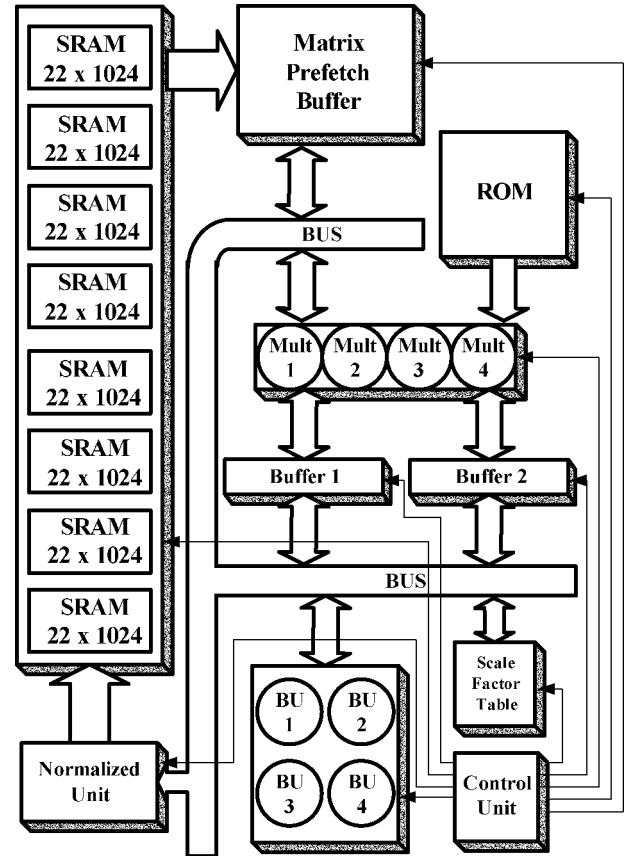 SRAM
22 x 1024
SRAM
22 x 1024
SRAM
22 x 1024
SRAM
22 x 1024
SRAM
22 x 1024
SRAM
22 x 1024
SRAM
22 x 1024
SRAM
22 x 1024
Normalized
Unit
Matrix
Prefetch
Buffer
ROM
BUS
Mult
1
Mult
2
Mult
3
Mult
4
Buffer 1
Buffer 2
BUS
BU
1
BU
2
BU
3
BU
4
Scale
Factor
Table
Control
Unit